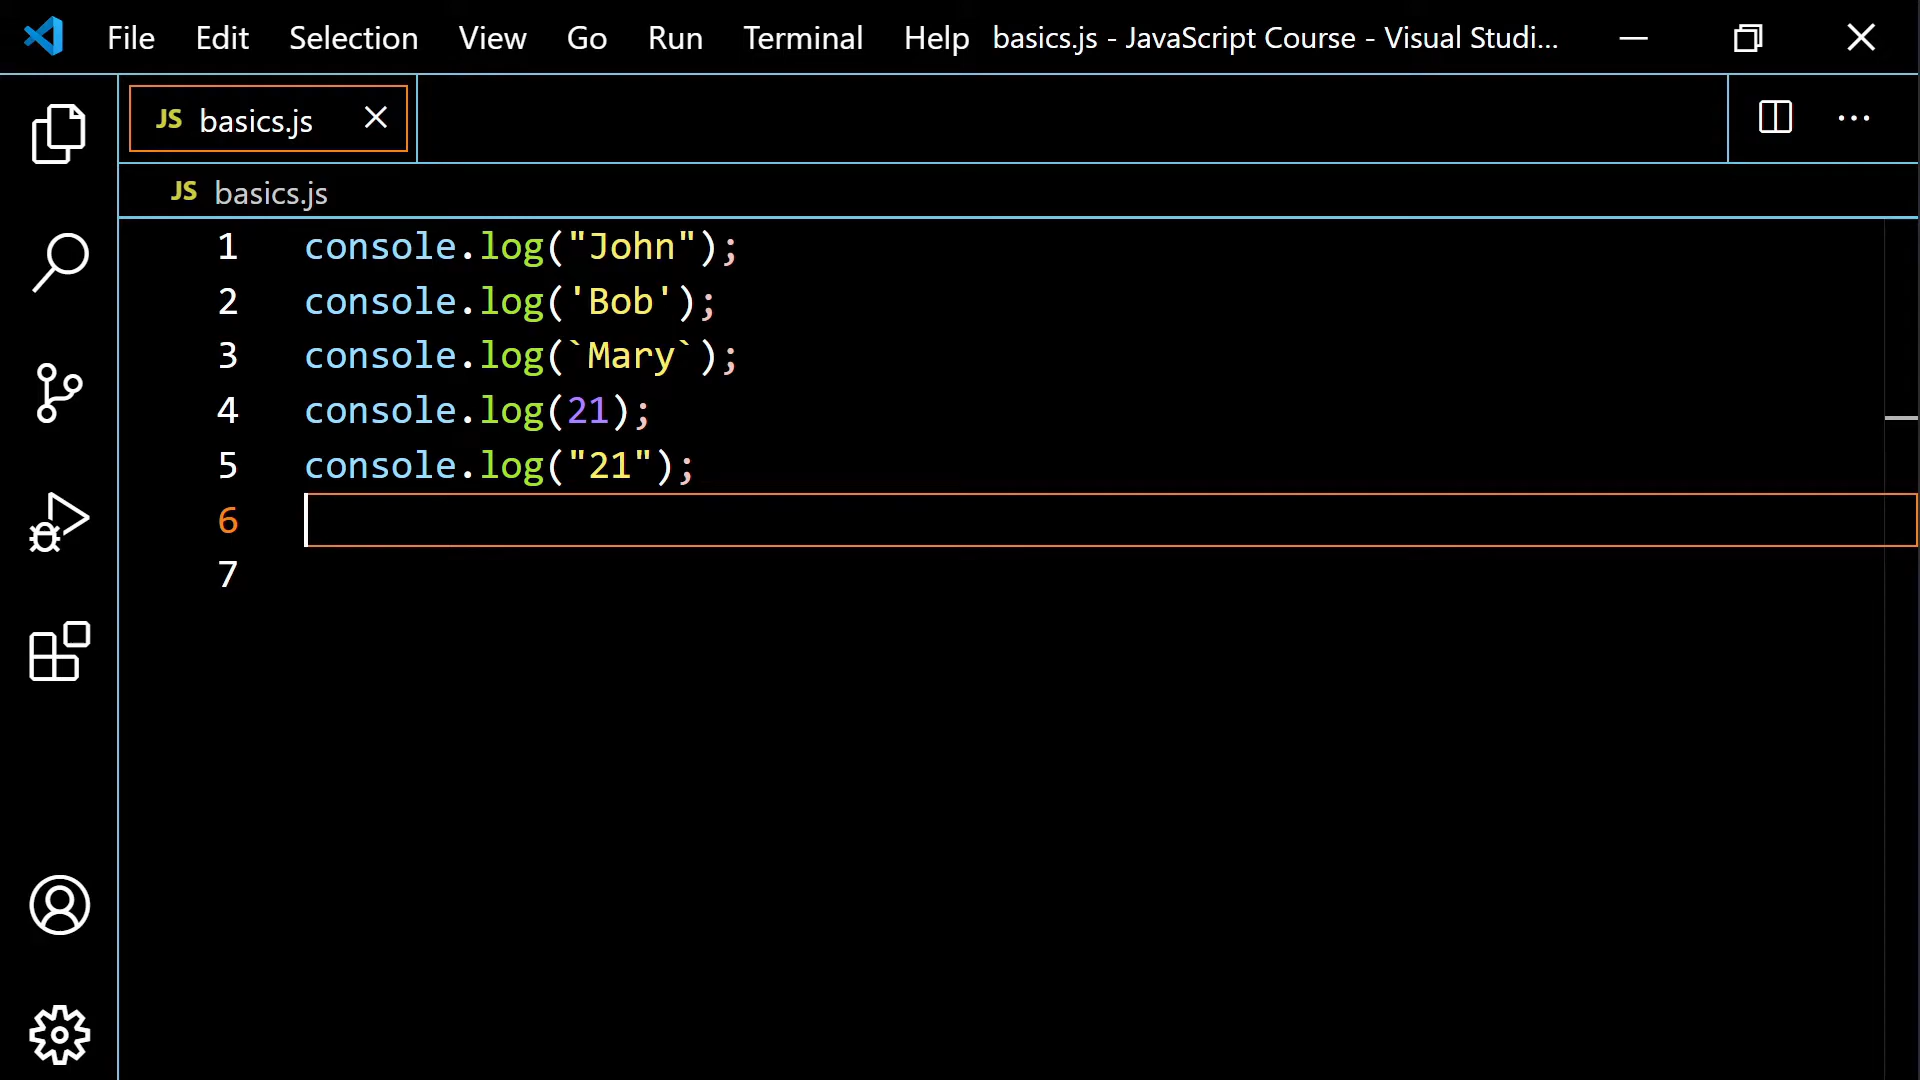 File Edit Selection View Go Run Terminal Help basics.js - JavaScript Course - Visual Studi...
JS basics.js
JS basics.js
1 console.log("John");
2 console.log('Bob');
3 console.log(`Mary`);
4 console.log(21);
5 console.log("21");
6
7